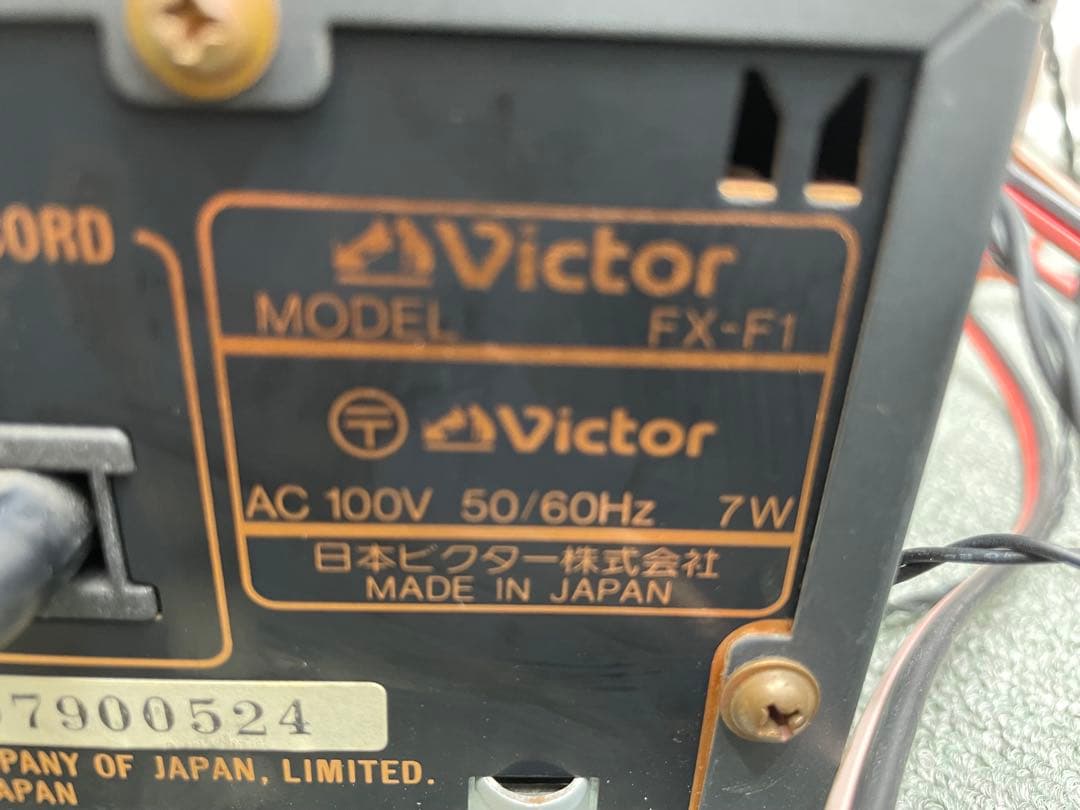 CORD
Victor
MODEL FX-F1
〒 Victor
AC 100V 50/60Hz 7W
日本ビクター株式会社
MADE IN JAPAN
7900524
PANY OF JAPAN, LIMITED.
JAPAN